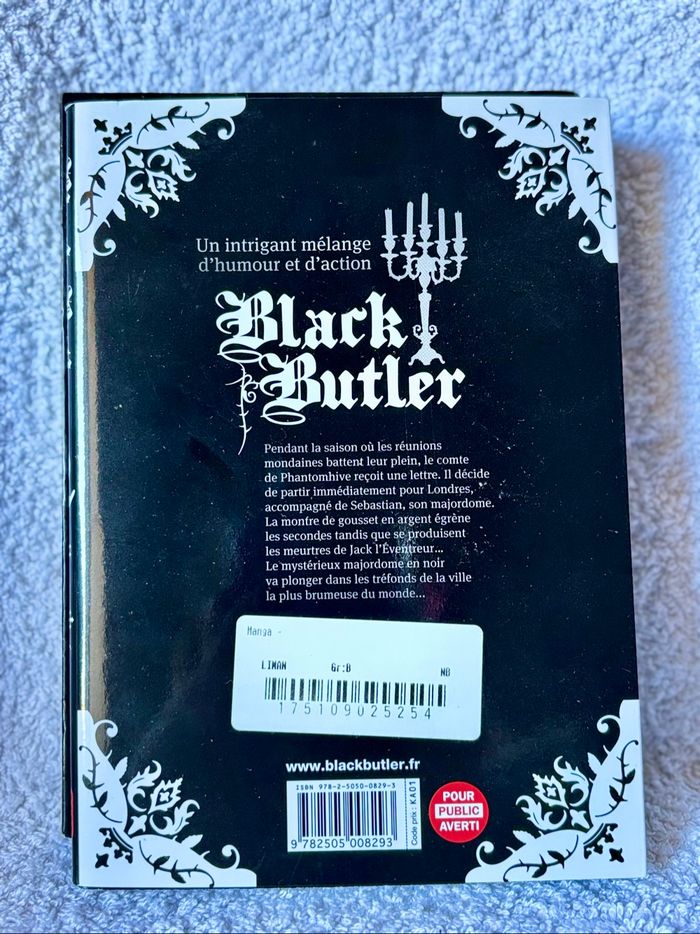 Un intrigant mélange
d'humour et d'action
Black
Butler
Pendant la saison où les réunions
mondaines battent leur plein, le comte
de Phantomhive reçoit une lettre. Il décide
de partir immédiatement pour Londres,
accompagné de Sebastian, son majordome.
La montre de gousset en argent égrène
les secondes tandis que se produisent
les meurtres de Jack l'Éventreur...
Le mystérieux majordome en noir
va plonger dans les tréfonds de la ville
la plus brumeuse du monde...
Manga -
LIMAN Gr:B NB
175109025254
www.blackbutler.fr
ISBN 978-2-5050-0829-3
9 782505 008293
Code prix : KA01
POUR
PUBLIC
AVERTI